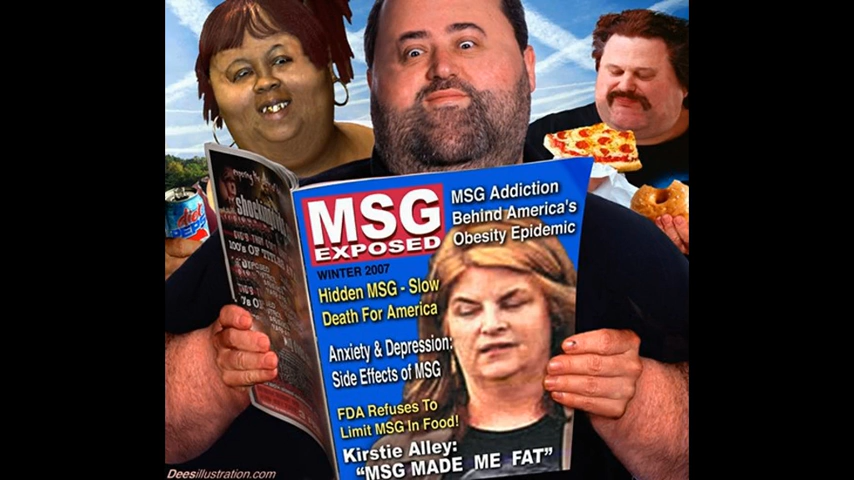 MSG
EXPOSED
WINTER 2007
MSG Addiction
Behind America's
Obesity Epidemic
Hidden MSG - Slow
Death For America
Anxiety & Depression:
Side Effects of MSG
FDA Refuses To
Limit MSG In Food!
Kirstie Alley:
"MSG MADE ME FAT"
diet
Deesillustration.com